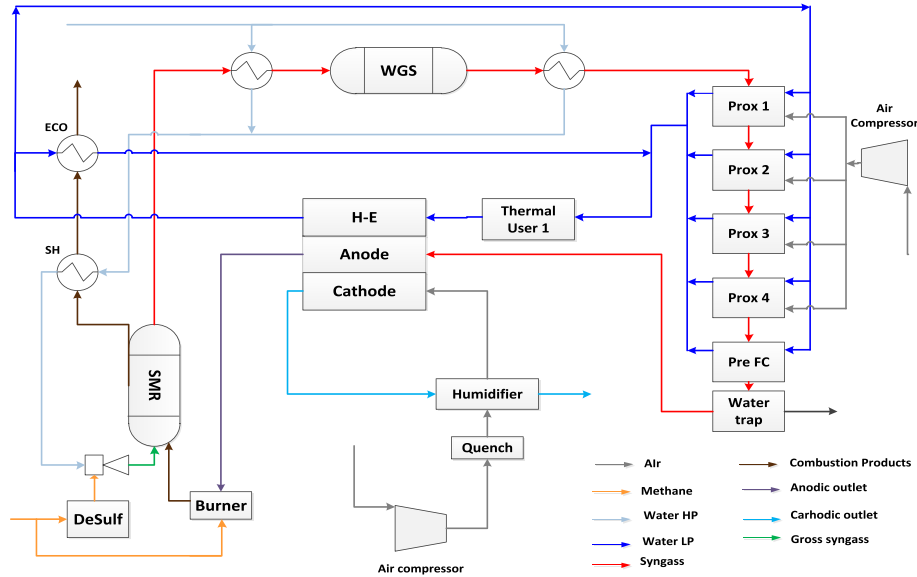 WGS
ECO
Prox 1
Air
Compressor
Prox 2
Thermal
User 1
H-E
Prox 3
SH
Anode
Cathode
Prox 4
Pre FC
SMR
Humidifier
Water
trap
Quench
DeSulf
Burner
Air compressor
AIr
Methane
Water HP
Water LP
Syngass
Combustion Products
Anodic outlet
Carhodic outlet
Gross syngass